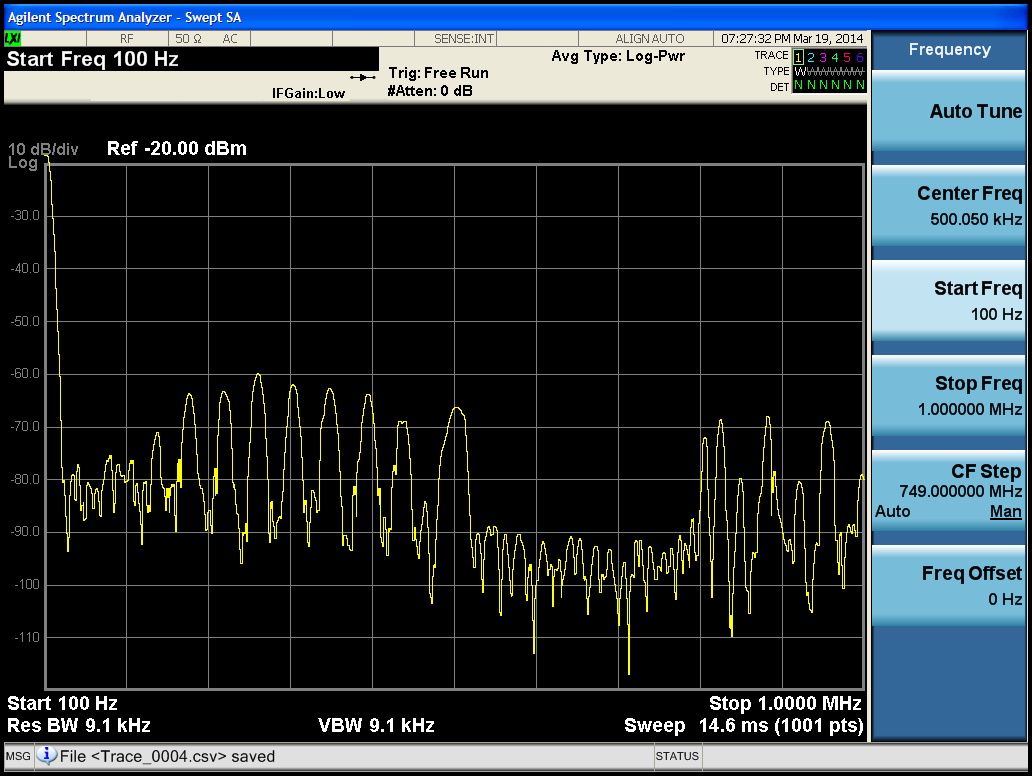 Agilent Spectrum Analyzer - Swept SA
LXI
RF
50 Ω
AC
SENSE:INT
ALIGN AUTO
07:27:32 PM Mar 19, 2014
Start Freq 100 Hz
IFGain:Low
Trig: Free Run
#Atten: 0 dB
Avg Type: Log-Pwr
TRACE 1 2 3 4 5 6
TYPE WWWWWW
DET N N N N N N
10 dB/div
Log
Ref -20.00 dBm
-30.0
-40.0
-50.0
-60.0
-70.0
-80.0
-90.0
-100
-110
Start 100 Hz
Stop 1.0000 MHz
Res BW 9.1 kHz
VBW 9.1 kHz
Sweep 14.6 ms (1001 pts)
MSG
File <Trace_0004.csv> saved
STATUS
Frequency
Auto Tune
Center Freq
500.050 kHz
Start Freq
100 Hz
Stop Freq
1.000000 MHz
CF Step
749.000000 MHz
Auto Man
Freq Offset
0 Hz